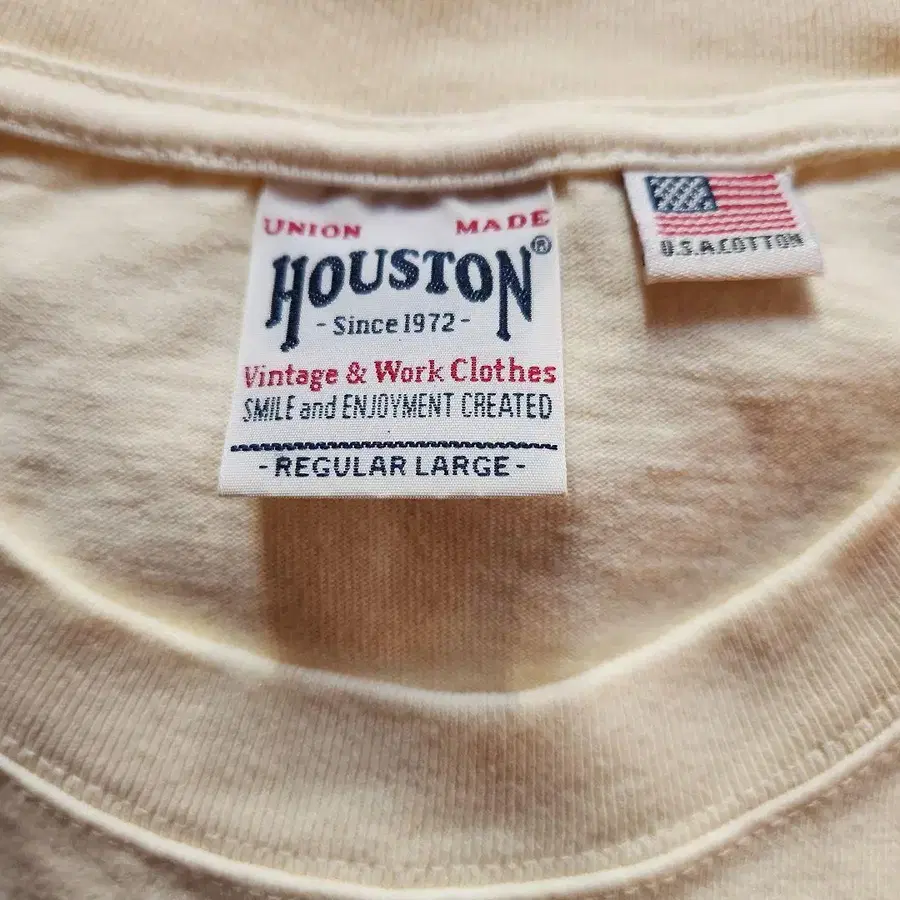 UNION MADE
HOUSTON®
- Since 1972 -
Vintage & Work Clothes
SMILE and ENJOYMENT CREATED
- REGULAR LARGE -
U.S.A.COTTON